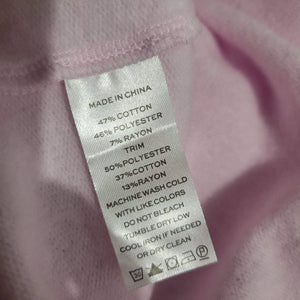 MADE IN CHINA
47% COTTON
46% POLYESTER
7% RAYON
TRIM
50% POLYESTER
37% COTTON
13% RAYON
MACHINE WASH COLD
WITH LIKE COLORS
DO NOT BLEACH
TUMBLE DRY LOW
COOL IRON IF NEEDED
OR DRY CLEAN